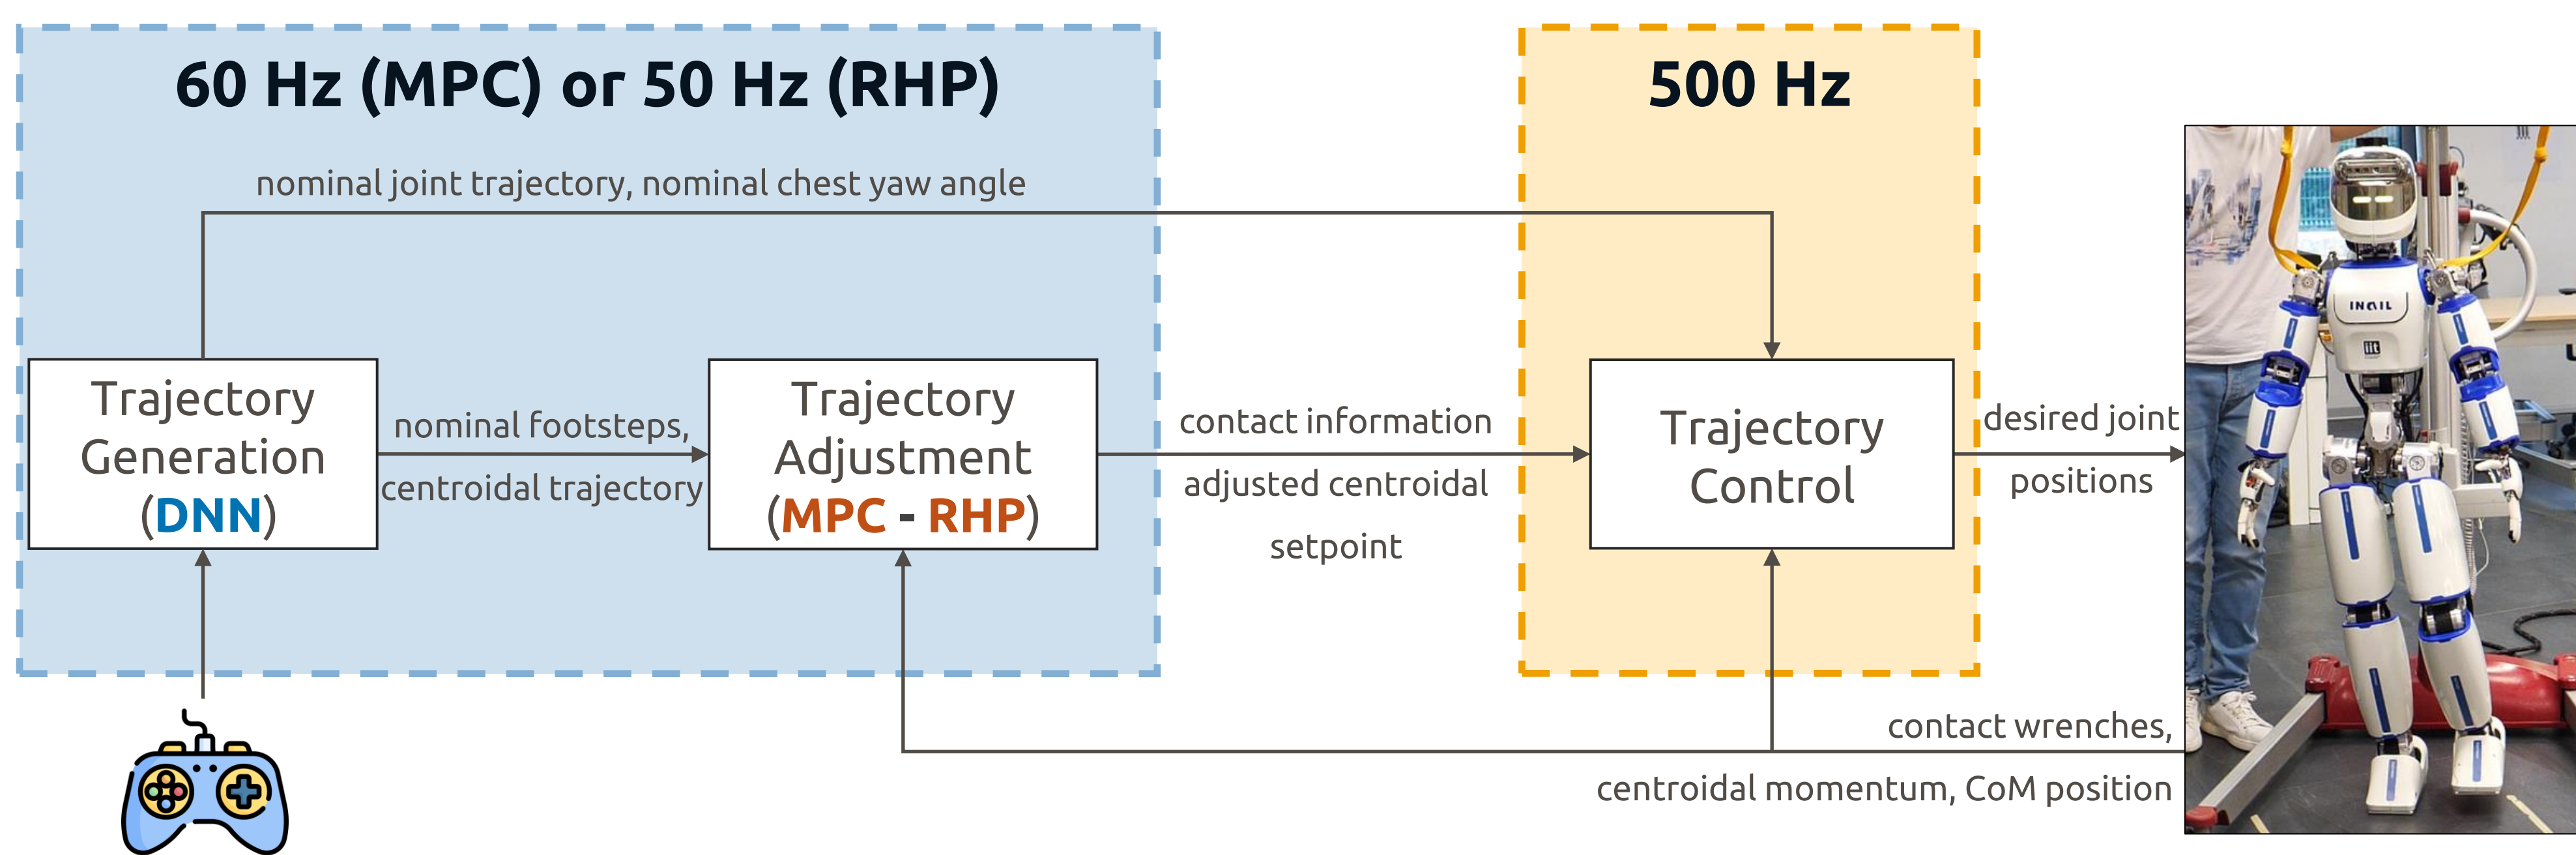 60 Hz (MPC) or 50 Hz (RHP)
500 Hz
nominal joint trajectory, nominal chest yaw angle
Trajectory
Generation
(DNN)
nominal footsteps,
centroidal trajectory
Trajectory
Adjustment
(MPC - RHP)
contact information
adjusted centroidal
setpoint
Trajectory
Control
desired joint
positions
INAIL
iit
contact wrenches,
centroidal momentum, CoM position